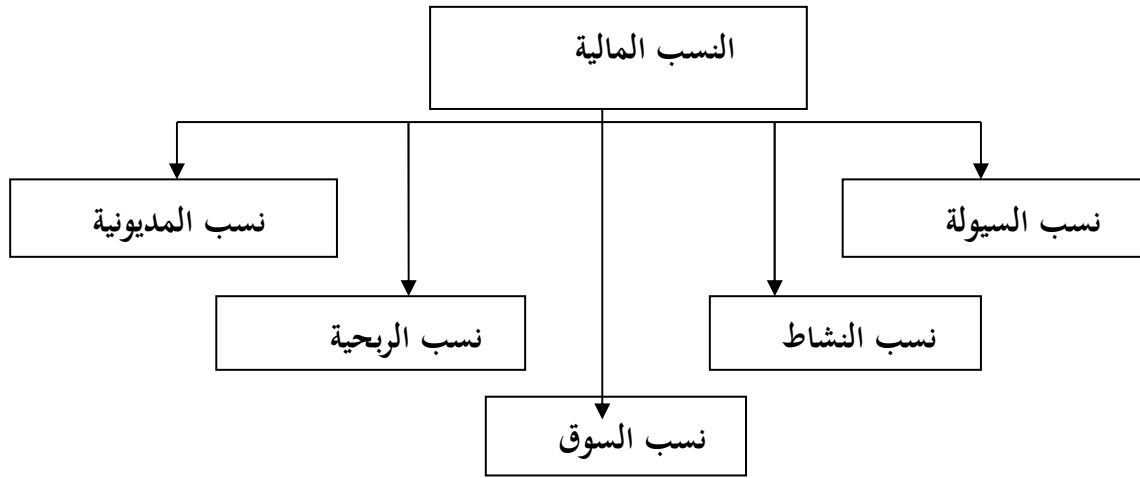 النسب المالية
نسب السيولة
نسب المديونية
نسب النشاط
نسب الربحية
نسب السوق